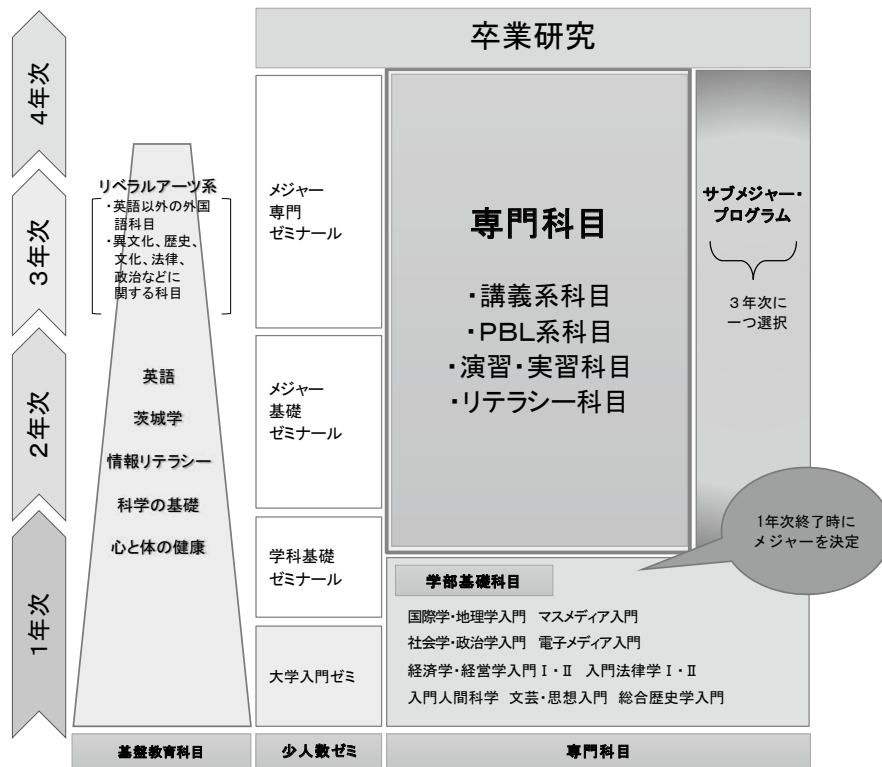 卒業研究
4年次
3年次
2年次
1年次
リベラルアーツ系
・英語以外の外国
語科目
・異文化、歴史、
文化、法律、
政治などに
関する科目
英語
茨城学
情報リテラシー
科学の基礎
心と体の健康
基盤教育科目
メジャー
専門
ゼミナール
メジャー
基礎
ゼミナール
学科基礎
ゼミナール
大学入門ゼミ
少人数ゼミ
専門科目
・講義系科目
・PBL系科目
・演習・実習科目
・リテラシー科目
サブメジャー・
プログラム
3年次に
一つ選択
1年次終了時に
メジャーを決定
学部基礎科目
国際学・地理学入門 マスメディア入門
社会学・政治学入門 電子メディア入門
経済学・経営学入門Ⅰ・Ⅱ 入門法律学Ⅰ・Ⅱ
入門人間科学 文芸・思想入門 総合歴史学入門
専門科目